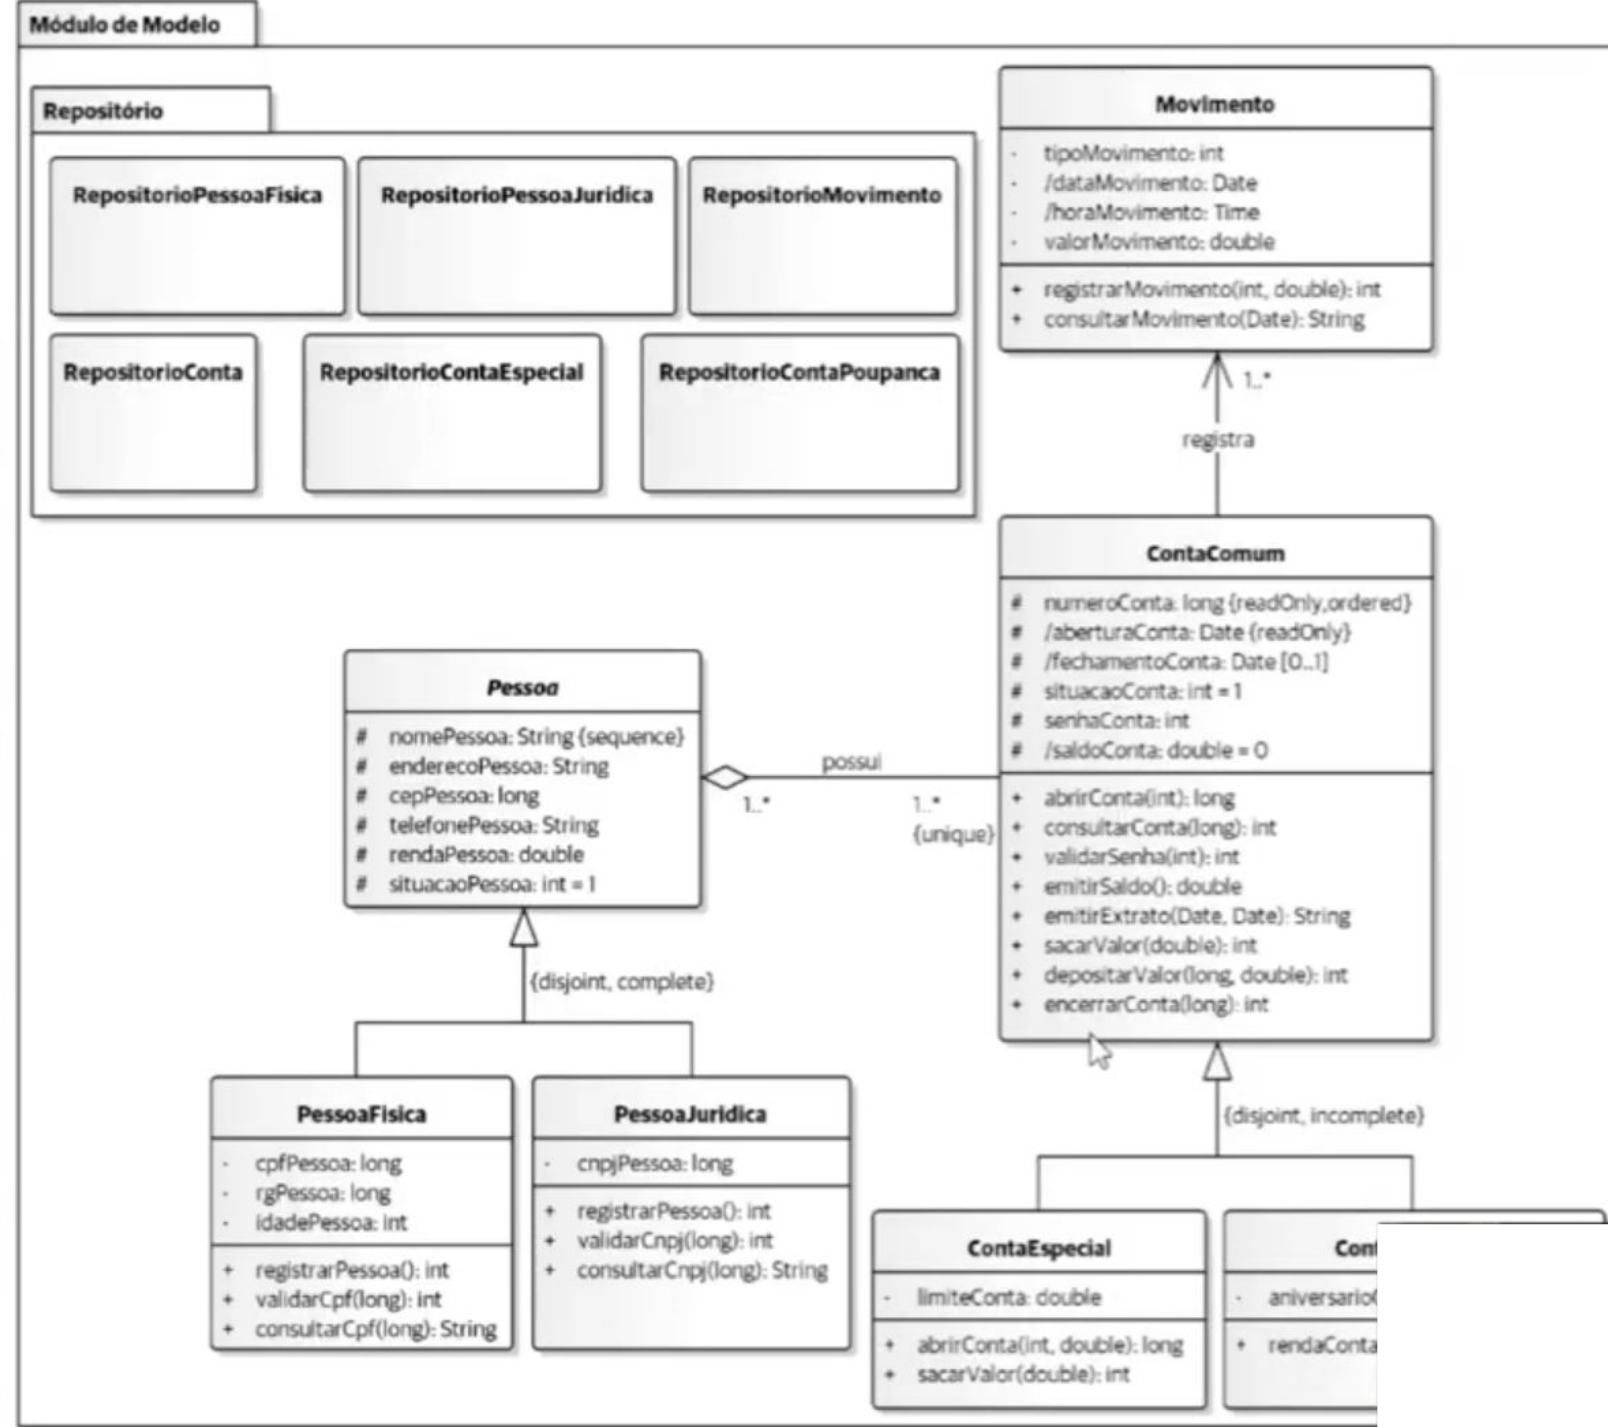 Módulo de Modelo
Repositório
RepositorioPessoaFisica
RepositorioPessoaJuridica
RepositorioMovimento
RepositorioConta
RepositorioContaEspecial
RepositorioContaPoupanca
Movimento
- tipoMovimento: int
- /dataMovimento: Date
- /horaMovimento: Time
- valorMovimento: double
+ registrarMovimento(int, double): int
+ consultarMovimento(Date): String
1..*
registra
ContaComum
# numeroConta: long {readOnly,ordered}
# /aberturaConta: Date {readOnly}
# /fechamentoConta: Date [0..1]
# situacaoConta: int = 1
# senhaConta: int
# /saldoConta: double = 0
+ abrirConta(int): long
+ consultarConta(long): int
+ validarSenha(int): int
+ emitirSaldo(): double
+ emitirExtrato(Date, Date): String
+ sacarValor(double): int
+ depositarValor(long, double): int
+ encerrarConta(long): int
Pessoa
# nomePessoa: String {sequence}
# enderecoPessoa: String
# cepPessoa: long
# telefonePessoa: String
# rendaPessoa: double
# situacaoPessoa: int = 1
possui
1..*
1..*
{unique}
{disjoint, complete}
PessoaFisica
- cpfPessoa: long
- rgPessoa: long
- idadePessoa: int
+ registrarPessoa(): int
+ validarCpf(long): int
+ consultarCpf(long): String
PessoaJuridica
- cnpjPessoa: long
+ registrarPessoa(): int
+ validarCnpj(long): int
+ consultarCnpj(long): String
{disjoint, incomplete}
ContaEspecial
- limiteConta: double
+ abrirConta(int, double): long
+ sacarValor(double): int
Con
- aniversario
+ rendaConta